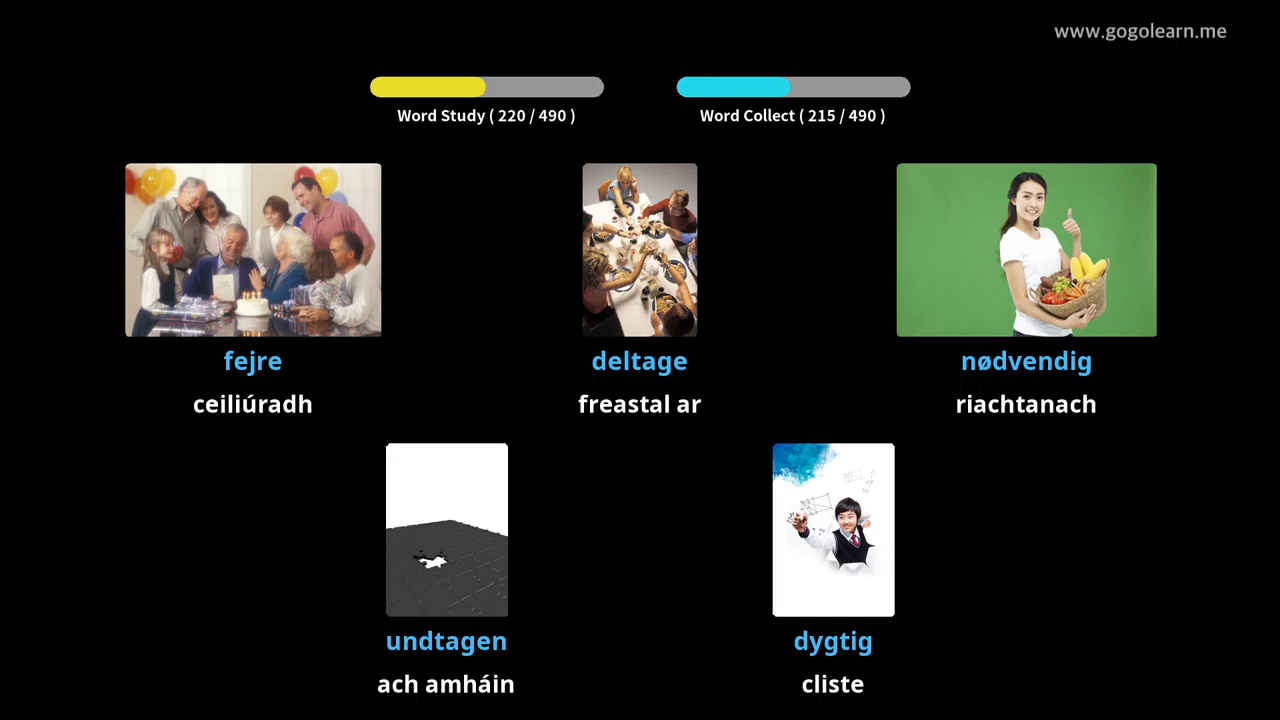 www.gogolearn.me
Word Study ( 220 / 490 )
Word Collect ( 215 / 490 )
fejre
deltage
nødvendig
ceiliúradh
freastal ar
riachtanach
undtagen
dygtig
ach amháin
cliste